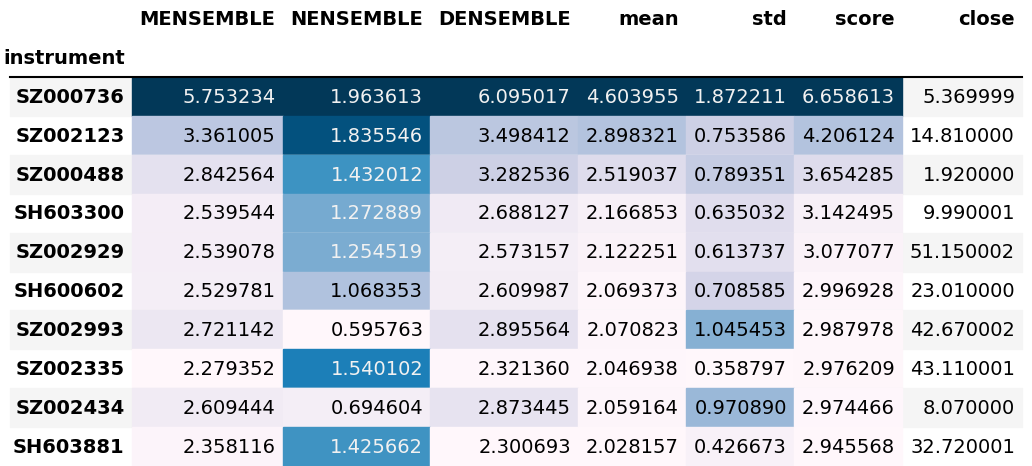 MENSEMBLE NENSEMBLE DENSEMBLE mean std score close
instrument
SZ000736 5.753234 1.963613 6.095017 4.603955 1.872211 6.658613 5.369999
SZ002123 3.361005 1.835546 3.498412 2.898321 0.753586 4.206124 14.810000
SZ000488 2.842564 1.432012 3.282536 2.519037 0.789351 3.654285 1.920000
SH603300 2.539544 1.272889 2.688127 2.166853 0.635032 3.142495 9.990001
SZ002929 2.539078 1.254519 2.573157 2.122251 0.613737 3.077077 51.150002
SH600602 2.529781 1.068353 2.609987 2.069373 0.708585 2.996928 23.010000
SZ002993 2.721142 0.595763 2.895564 2.070823 1.045453 2.987978 42.670002
SZ002335 2.279352 1.540102 2.321360 2.046938 0.358797 2.976209 43.110001
SZ002434 2.609444 0.694604 2.873445 2.059164 0.970890 2.974466 8.070000
SH603881 2.358116 1.425662 2.300693 2.028157 0.426673 2.945568 32.720001